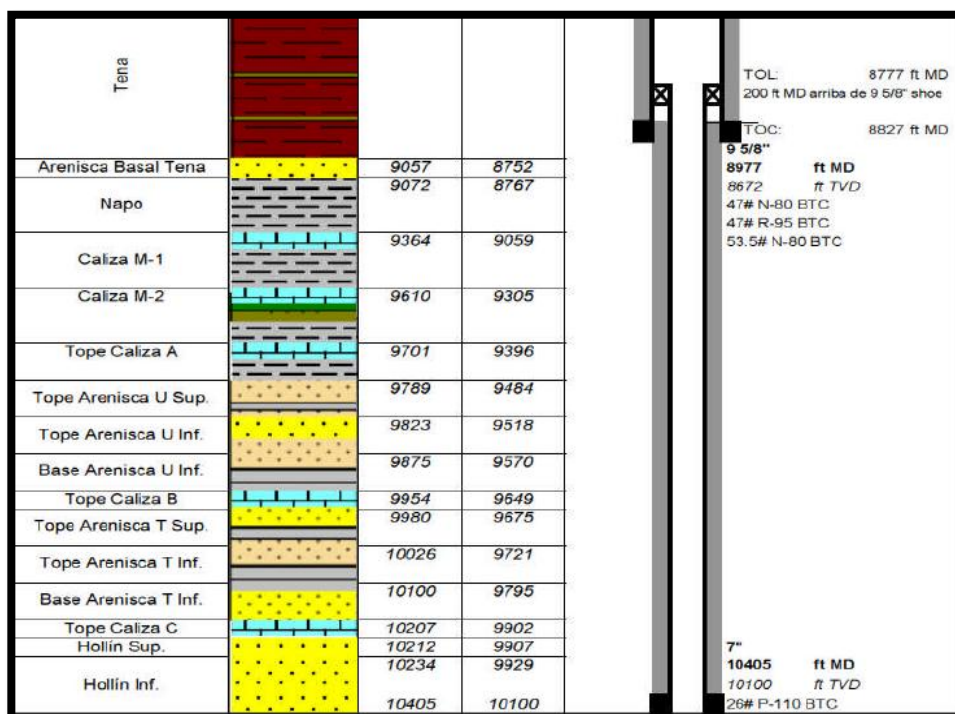 Tena
TOL: 8777 ft MD
200 ft MD arriba de 9 5/8" shoe
TOC: 8827 ft MD
9 5/8"
Arenisca Basal Tena 9057 8752
8977 ft MD
Napo 9072 8767
8672 ft TVD
47# N-80 BTC
47# R-95 BTC
53.5# N-80 BTC
Caliza M-1 9364 9059
Caliza M-2 9610 9305
Tope Caliza A 9701 9396
Tope Arenisca U Sup. 9789 9484
Tope Arenisca U Inf. 9823 9518
Base Arenisca U Inf. 9875 9570
Tope Caliza B 9954 9649
Tope Arenisca T Sup. 9980 9675
Tope Arenisca T Inf. 10026 9721
Base Arenisca T Inf. 10100 9795
Tope Caliza C 10207 9902
Hollín Sup. 10212 9907
7"
Hollín Inf. 10234 9929
10405 ft MD
10100 ft TVD
10405 10100
26# P-110 BTC